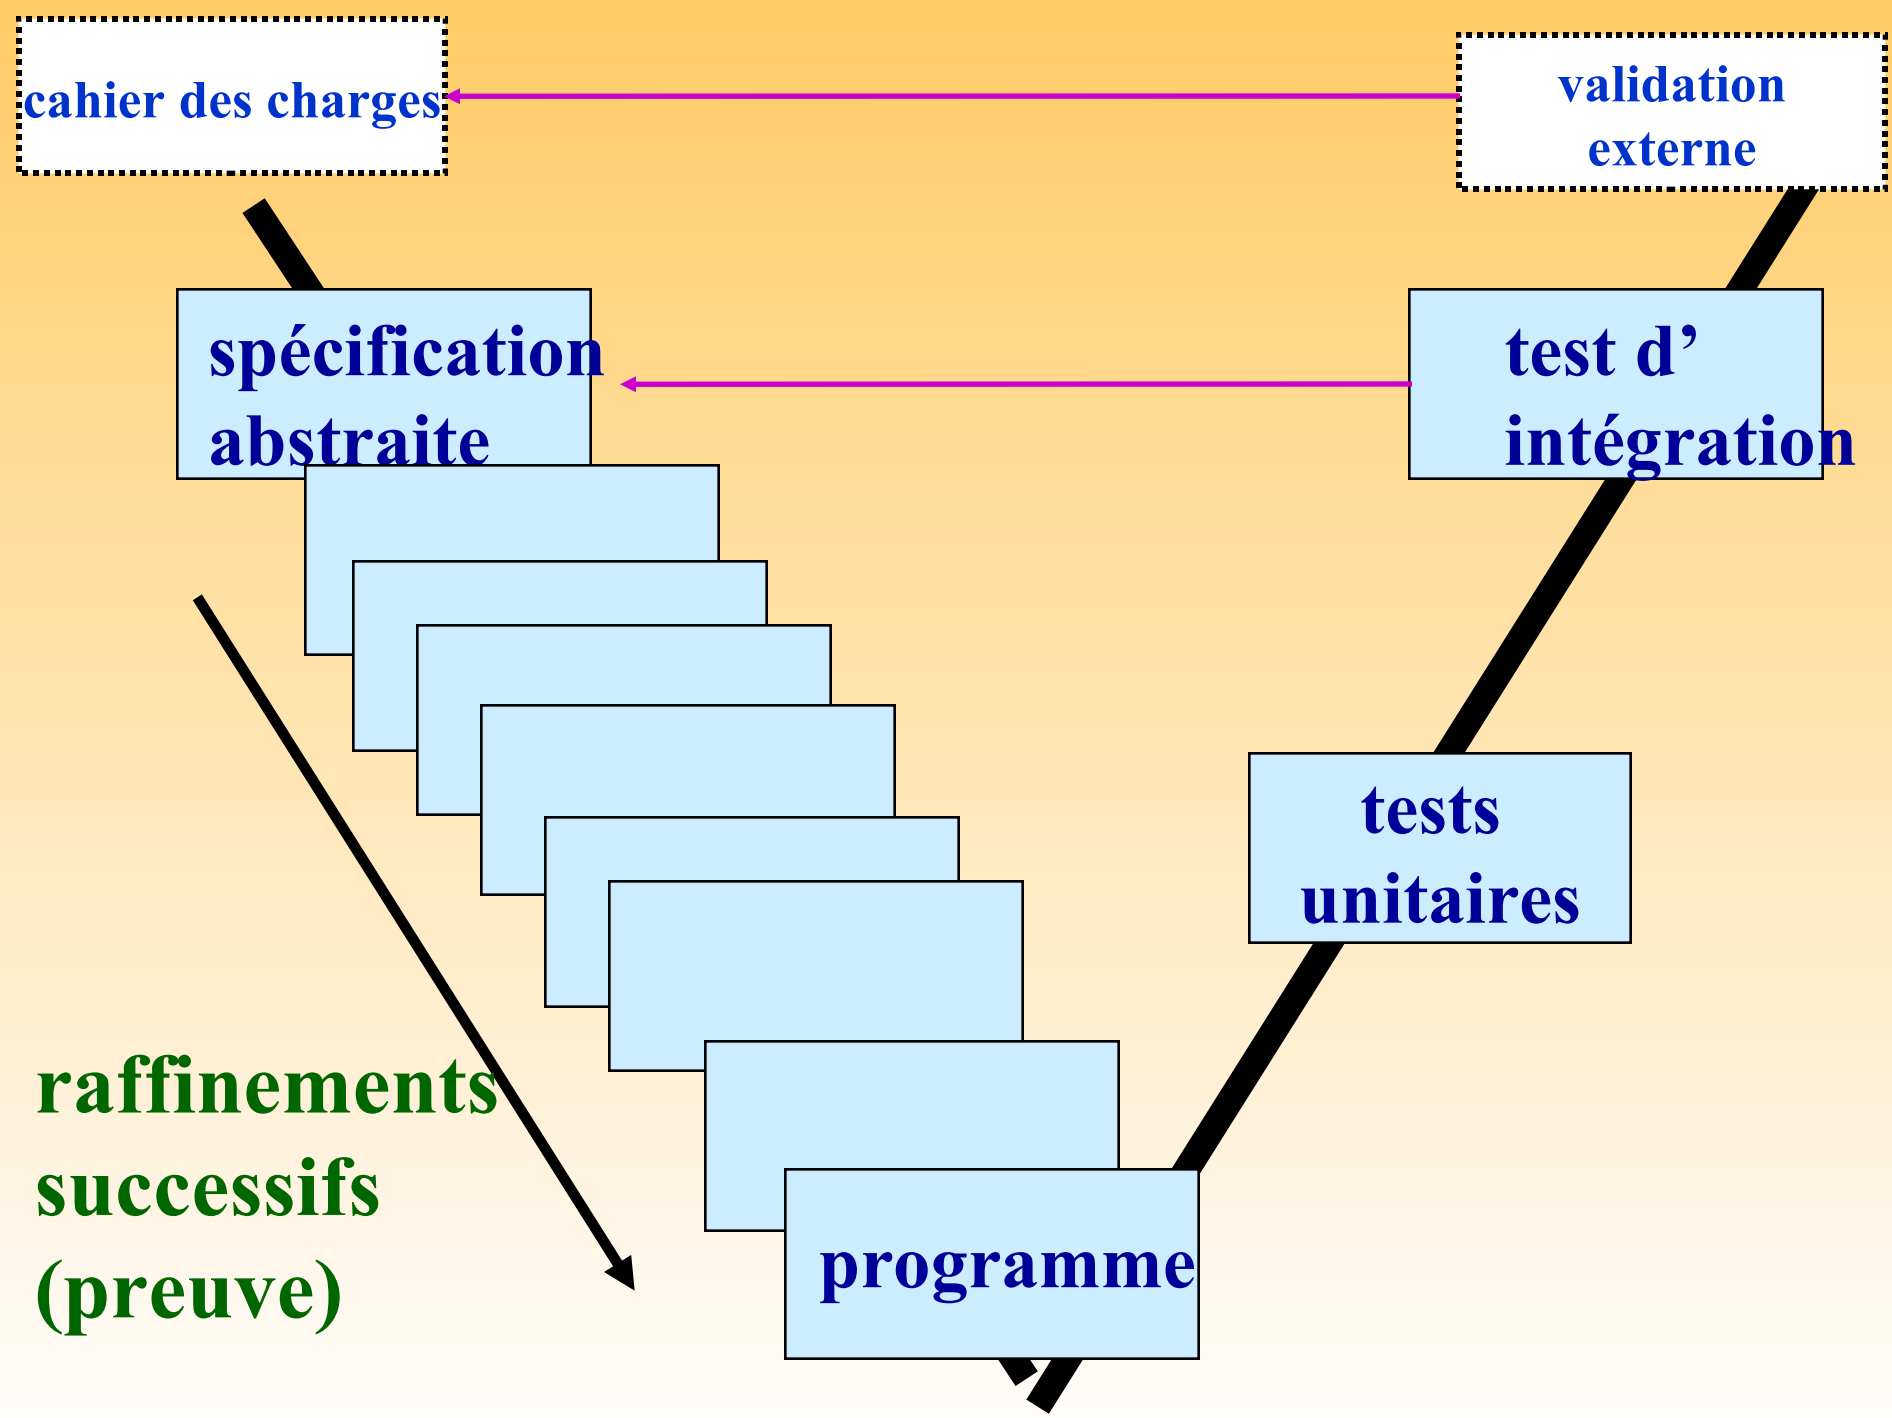 cahier des charges
validation
externe
spécification
abstraite
test d’
intégration
tests
unitaires
raffinements
successifs
(preuve)
programme